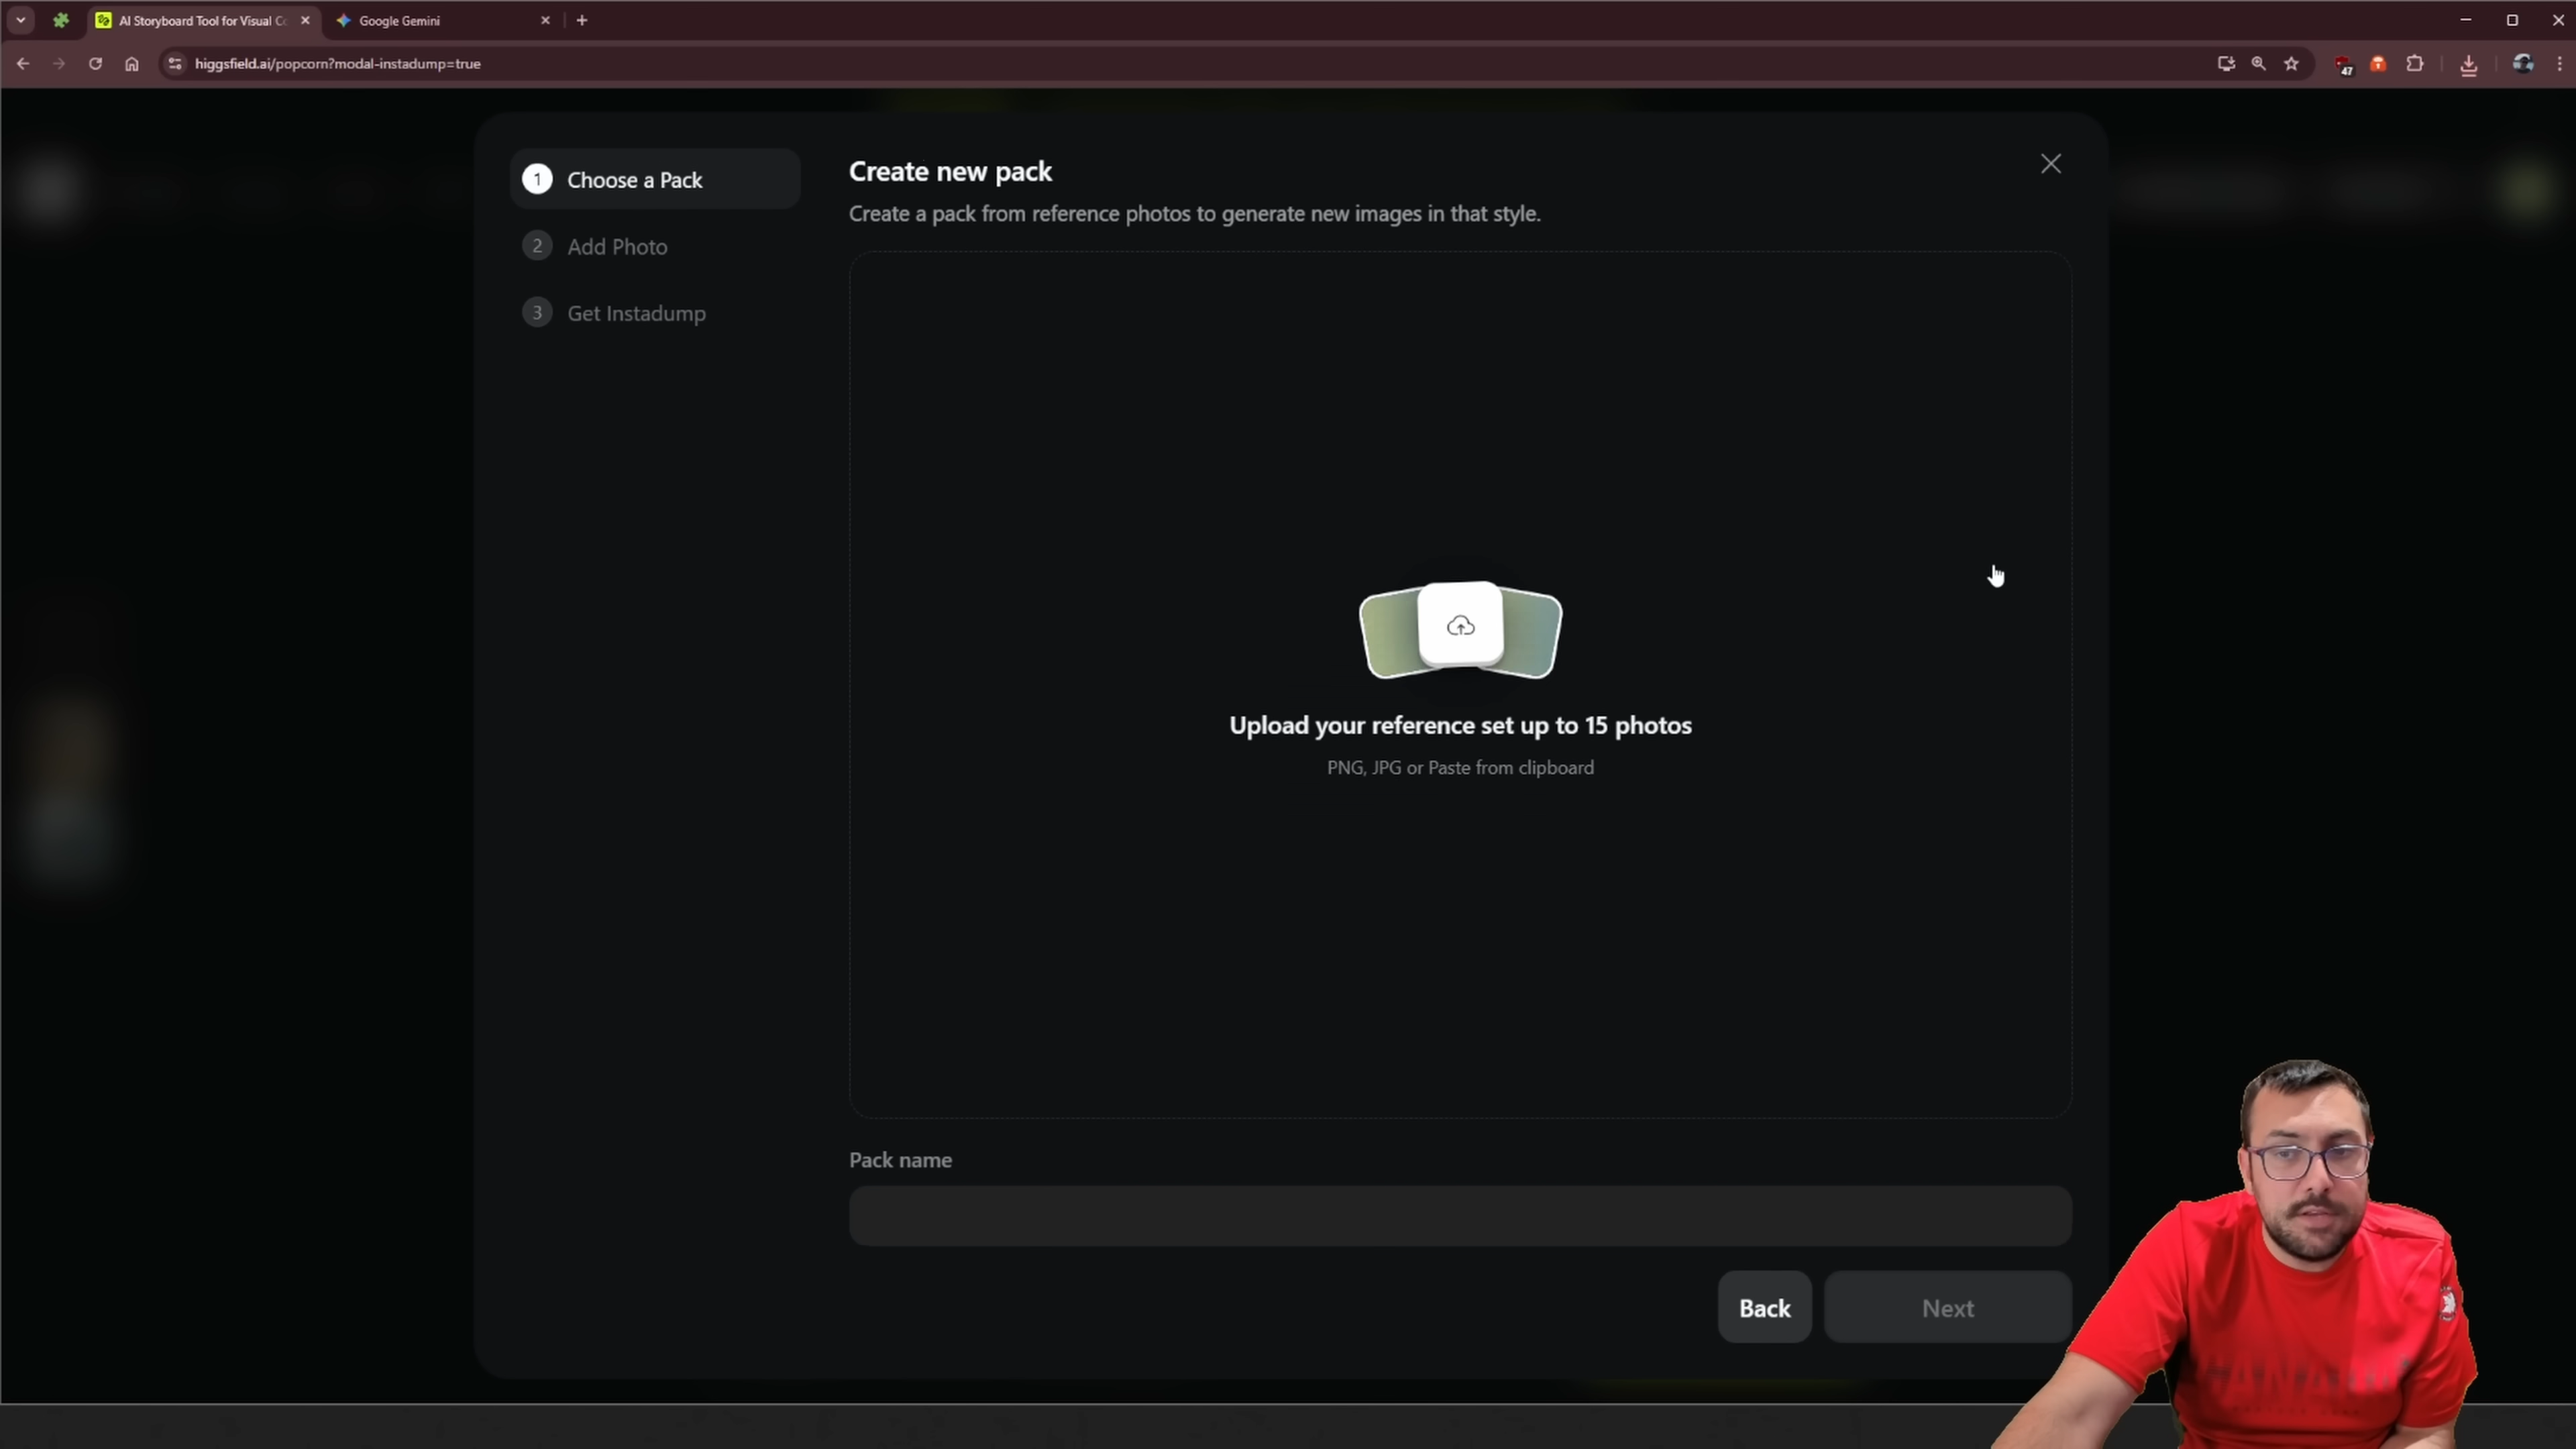 AI Storyboard Tool for Visual Co
Google Gemini
higgsfield.ai/popcorn?modal-instadump=true
47
1 Choose a Pack
2 Add Photo
3 Get Instadump
Create new pack
Create a pack from reference photos to generate new images in that style.
Upload your reference set up to 15 photos
PNG, JPG or Paste from clipboard
Pack name
Back
Next